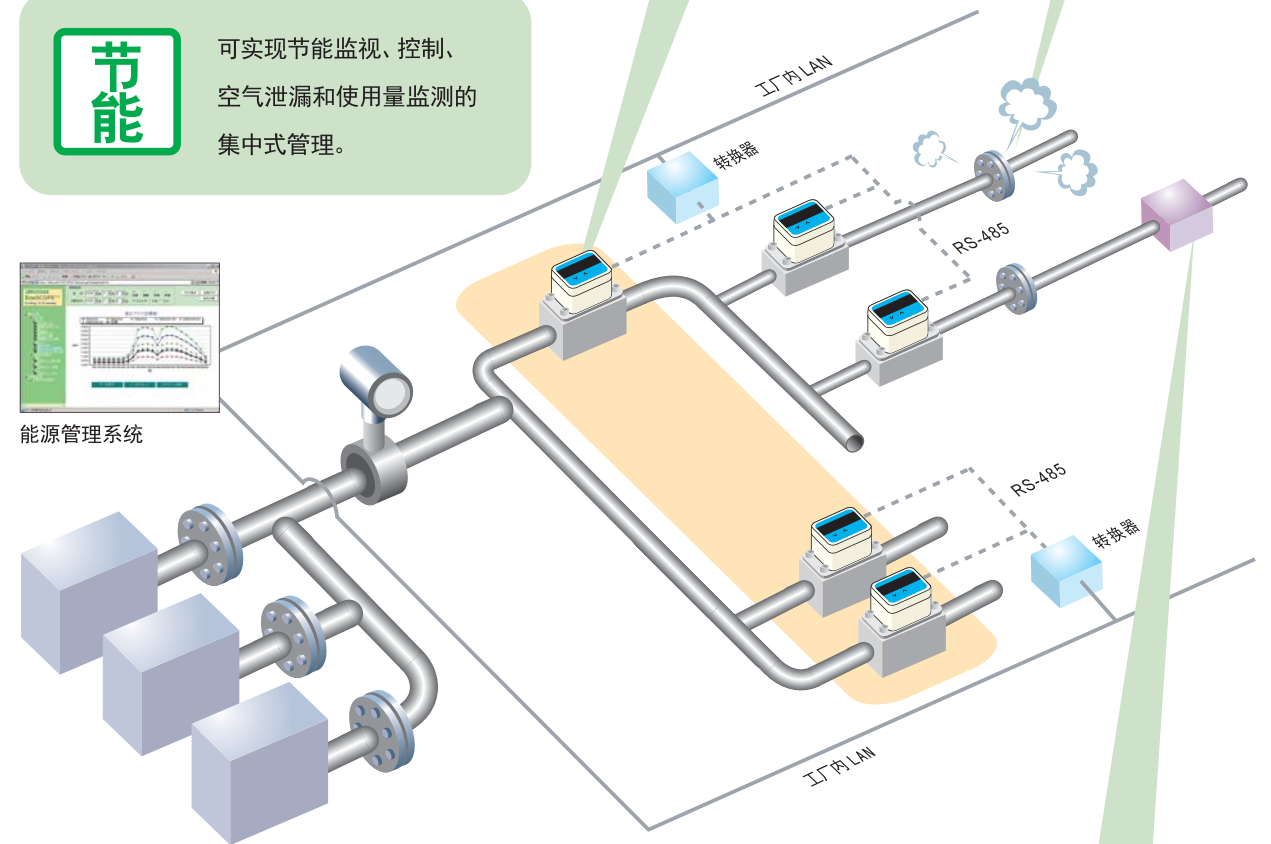 节能
可实现节能监视、控制、
空气泄漏和使用量监测的
集中式管理。
工厂内 LAN
转换器
RS-485
能源管理系统
RS-485
转换器
工厂内 LAN